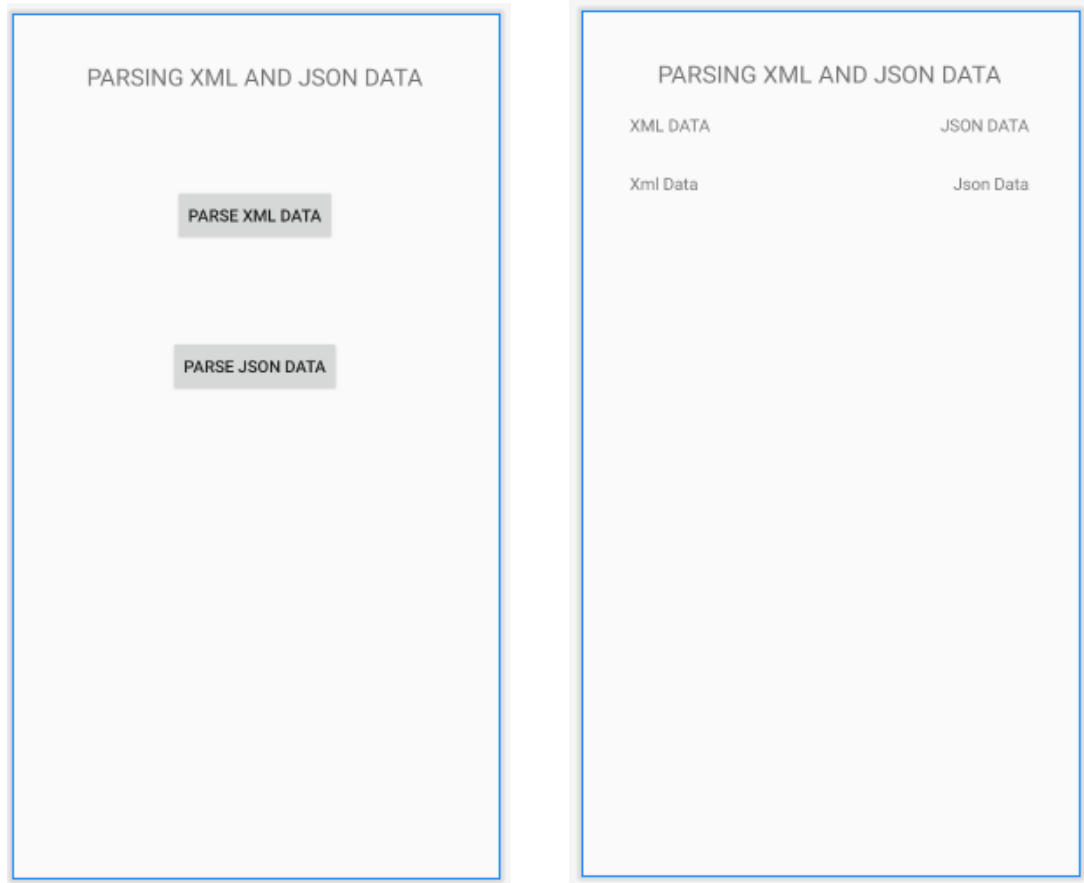 PARSING XML AND JSON DATA
PARSE XML DATA
PARSE JSON DATA
PARSING XML AND JSON DATA
XML DATA JSON DATA
Xml Data Json Data